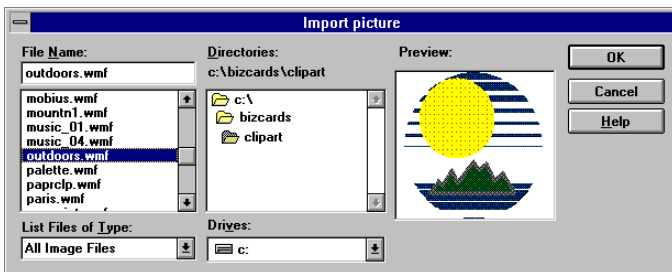 Import picture
File Name:
outdoors.wmf
mobius.wmf
mountn1.wmf
music_01.wmf
music_04.wmf
outdoors.wmf
palette.wmf
paprclp.wmf
paris.wmf
List Files of Type:
All Image Files
Directories:
c:\bizcards\clipart
c:\
bizcards
clipart
Drives:
c:
Preview:
OK
Cancel
Help